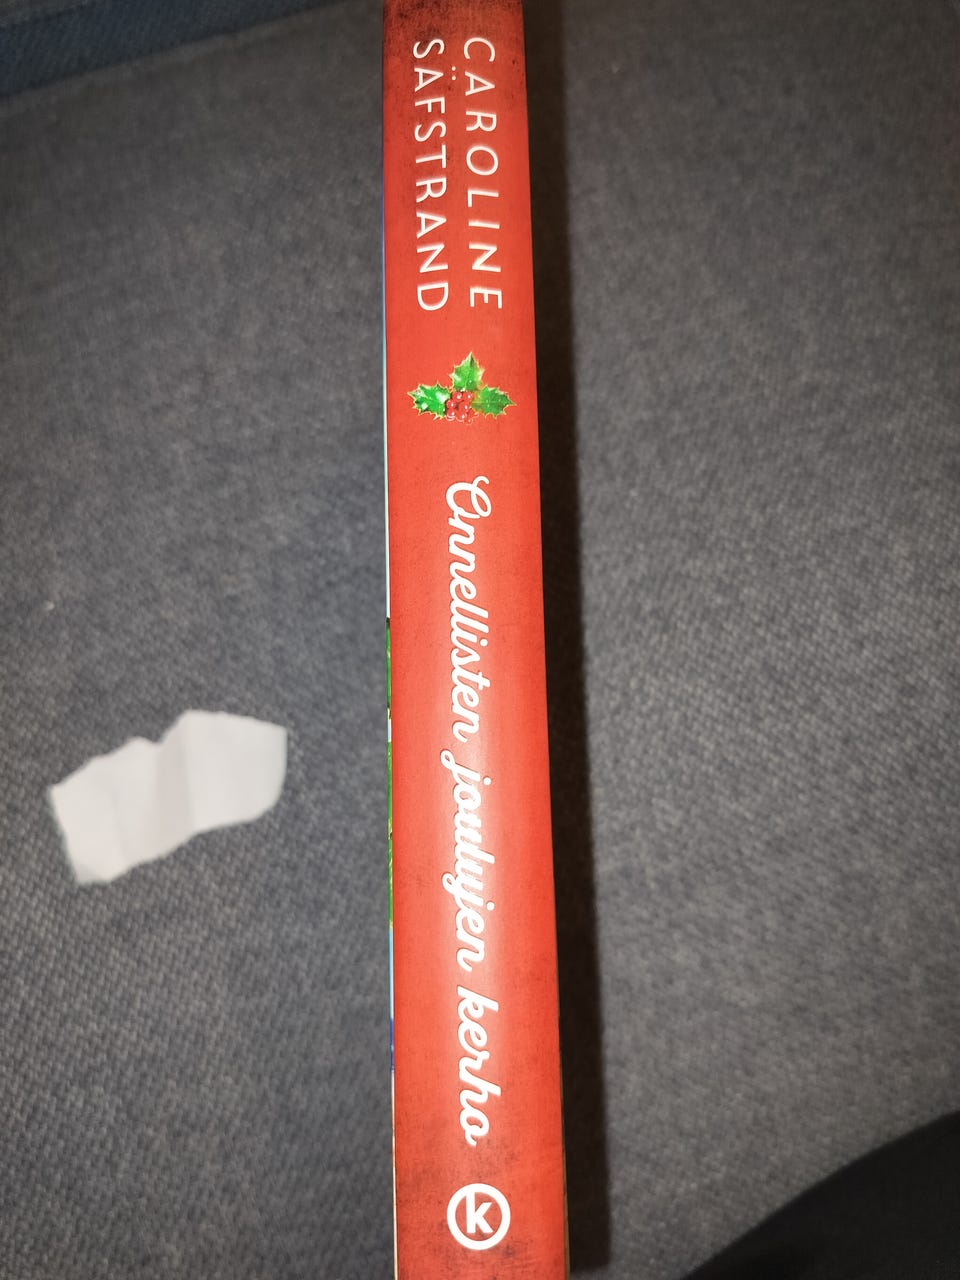 CAROLINE
SÄFSTRAND
Onnellisten joulujen kerho
k